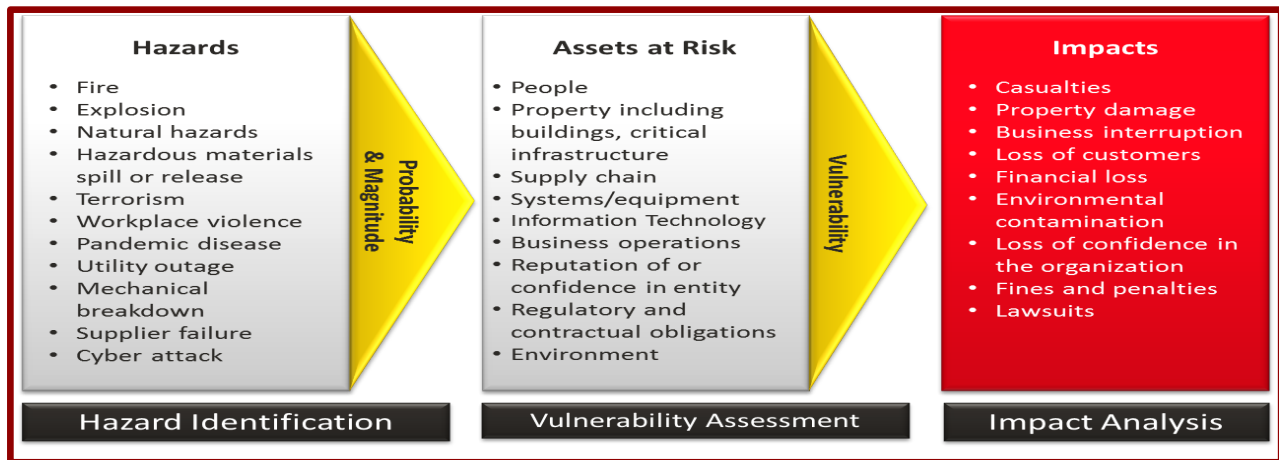 Hazards
• Fire
• Explosion
• Natural hazards
• Hazardous materials
spill or release
• Terrorism
• Workplace violence
• Pandemic disease
• Utility outage
• Mechanical
breakdown
• Supplier failure
• Cyber attack
Probability
& Magnitude
Hazard Identification
Assets at Risk
• People
• Property including
buildings, critical
infrastructure
• Supply chain
• Systems/equipment
• Information Technology
• Business operations
• Reputation of or
confidence in entity
• Regulatory and
contractual obligations
• Environment
Vulnerability
Vulnerability Assessment
Impacts
• Casualties
• Property damage
• Business interruption
• Loss of customers
• Financial loss
• Environmental
contamination
• Loss of confidence in
the organization
• Fines and penalties
• Lawsuits
Impact Analysis